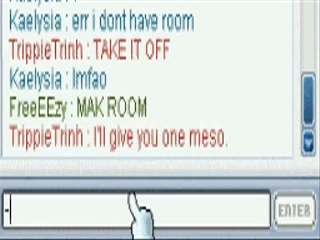 Kaelysia : err i dont have room
TrippieTrinh : TAKE IT OFF
Kaelysia : lmfao
FreeEEzy : MAK ROOM
TrippieTrinh : I'll give you one meso.
-
ENTER